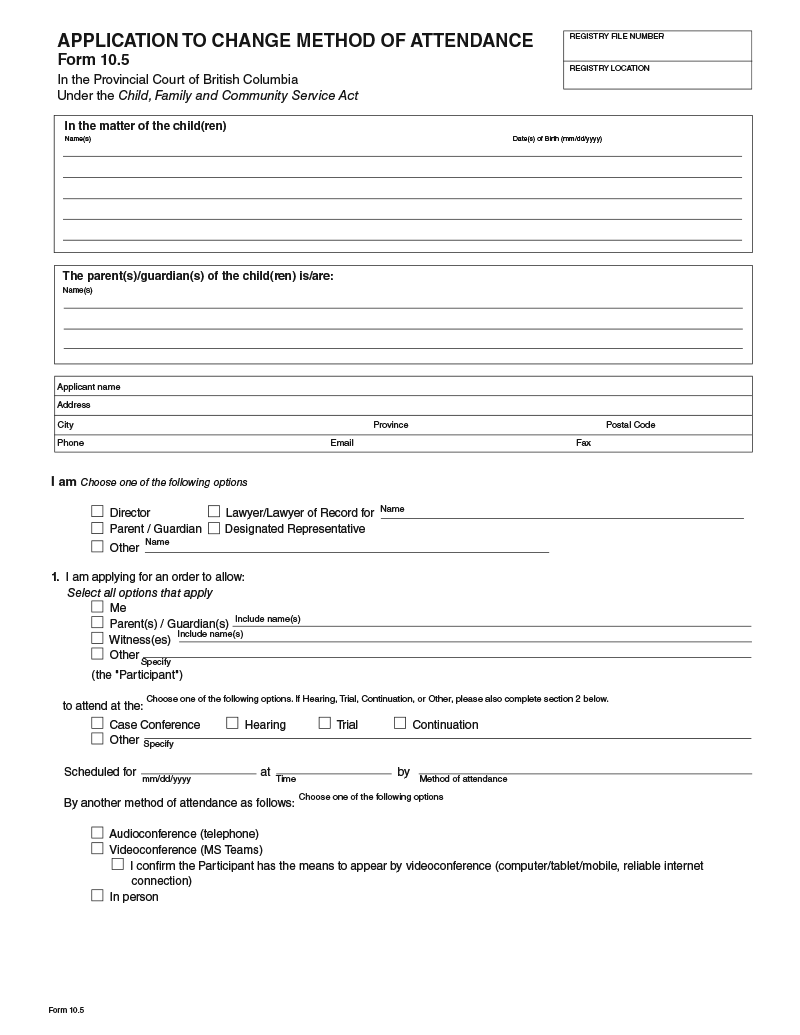 APPLICATION TO CHANGE METHOD OF ATTENDANCE
Form 10.5
In the Provincial Court of British Columbia
Under the Child, Family and Community Service Act
REGISTRY FILE NUMBER
REGISTRY LOCATION
In the matter of the child(ren)
Name(s) Date(s) of Birth (mm/dd/yyyy)
The parent(s)/guardian(s) of the child(ren) is/are:
Name(s)
Applicant name
Address
City Province Postal Code
Phone Email Fax
I am Choose one of the following options
Director Lawyer/Lawyer of Record for Name
Parent / Guardian Designated Representative
Other Name
1. I am applying for an order to allow:
Select all options that apply
Me
Parent(s) / Guardian(s) Include name(s)
Witness(es) Include name(s)
Other Specify
(the "Participant")
to attend at the: Choose one of the following options. If Hearing, Trial, Continuation, or Other, please also complete section 2 below.
Case Conference Hearing Trial Continuation
Other Specify
Scheduled for at by
mm/dd/yyyy Time Method of attendance
By another method of attendance as follows: Choose one of the following options
Audioconference (telephone)
Videoconference (MS Teams)
I confirm the Participant has the means to appear by videoconference (computer/tablet/mobile, reliable internet
connection)
In person
Form 10.5